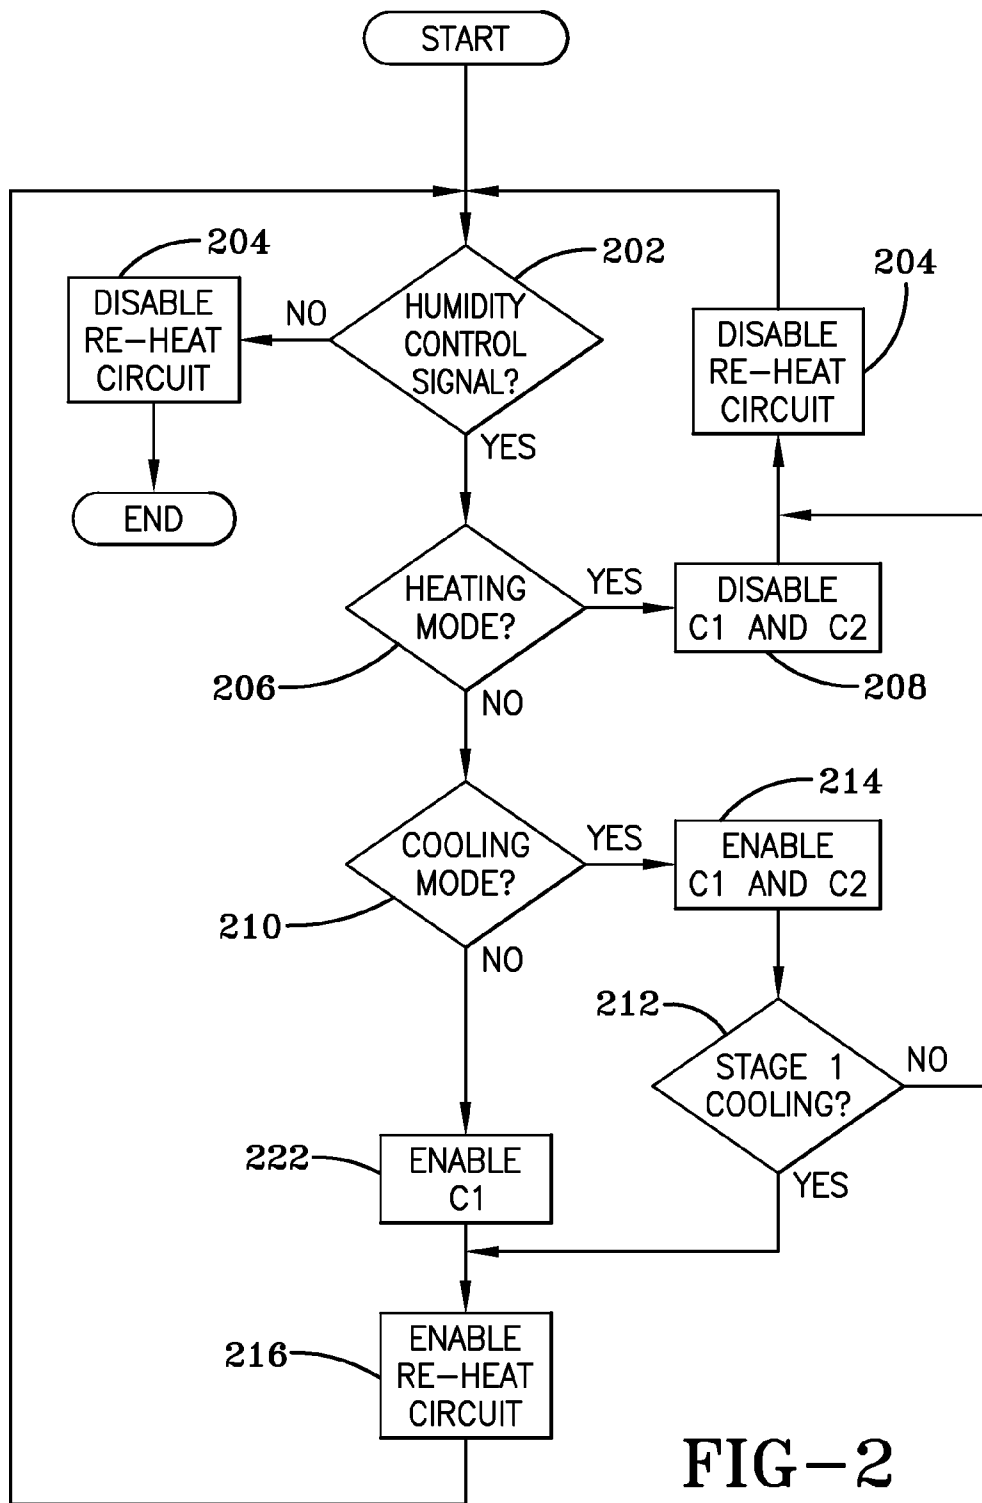 START
204
DISABLE
RE-HEAT
CIRCUIT
NO
202
HUMIDITY
CONTROL
SIGNAL?
YES
204
DISABLE
RE-HEAT
CIRCUIT
END
HEATING
MODE?
206
YES
NO
DISABLE
C1 AND C2
208
COOLING
MODE?
210
YES
NO
214
ENABLE
C1 AND C2
212
STAGE 1
COOLING?
NO
YES
222
ENABLE
C1
216
ENABLE
RE-HEAT
CIRCUIT
FIG-2